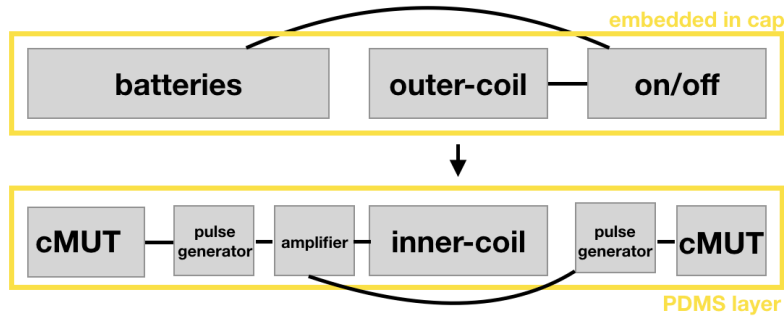 embedded in cap
batteries
outer-coil
on/off
cMUT
pulse
generator
amplifier
inner-coil
pulse
generator
cMUT
PDMS layer